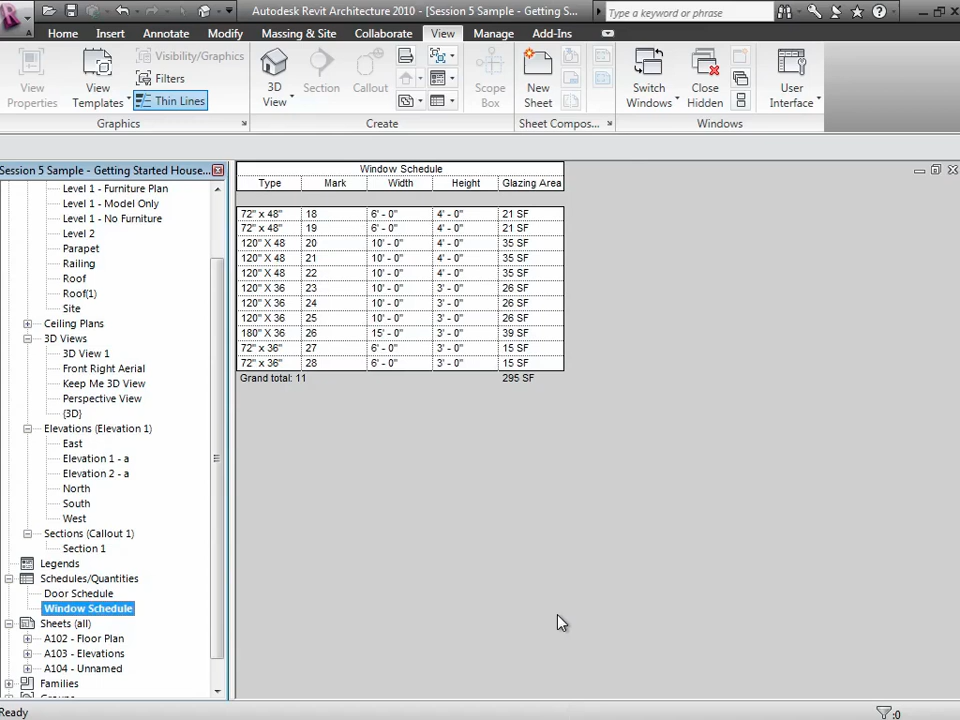 Autodesk Revit Architecture 2010 - [Session 5 Sample - Getting S...
Type a keyword or phrase
Home Insert Annotate Modify Massing & Site Collaborate View Manage Add-Ins
View Properties
View Templates
Visibility/Graphics
Filters
Thin Lines
3D View
Section
Callout
Scope Box
New Sheet
Switch Windows
Close Hidden
User Interface
Graphics Create Sheet Compos... Windows
Session 5 Sample - Getting Started House...
Level 1 - Furniture Plan
Level 1 - Model Only
Level 1 - No Furniture
Level 2
Parapet
Railing
Roof
Roof(1)
Site
Ceiling Plans
3D Views
3D View 1
Front Right Aerial
Keep Me 3D View
Perspective View
{3D}
Elevations (Elevation 1)
East
Elevation 1 - a
Elevation 2 - a
North
South
West
Sections (Callout 1)
Section 1
Legends
Schedules/Quantities
Door Schedule
Window Schedule
Sheets (all)
A102 - Floor Plan
A103 - Elevations
A104 - Unnamed
Families
Window Schedule
Type Mark Width Height Glazing Area
72" x 48" 18 6' - 0" 4' - 0" 21 SF
72" x 48" 19 6' - 0" 4' - 0" 21 SF
120" X 48 20 10' - 0" 4' - 0" 35 SF
120" X 48 21 10' - 0" 4' - 0" 35 SF
120" X 48 22 10' - 0" 4' - 0" 35 SF
120" X 36 23 10' - 0" 3' - 0" 26 SF
120" X 36 24 10' - 0" 3' - 0" 26 SF
120" X 36 25 10' - 0" 3' - 0" 26 SF
180" X 36 26 15' - 0" 3' - 0" 39 SF
72" x 36" 27 6' - 0" 3' - 0" 15 SF
72" x 36" 28 6' - 0" 3' - 0" 15 SF
Grand total: 11 295 SF
Ready
:0